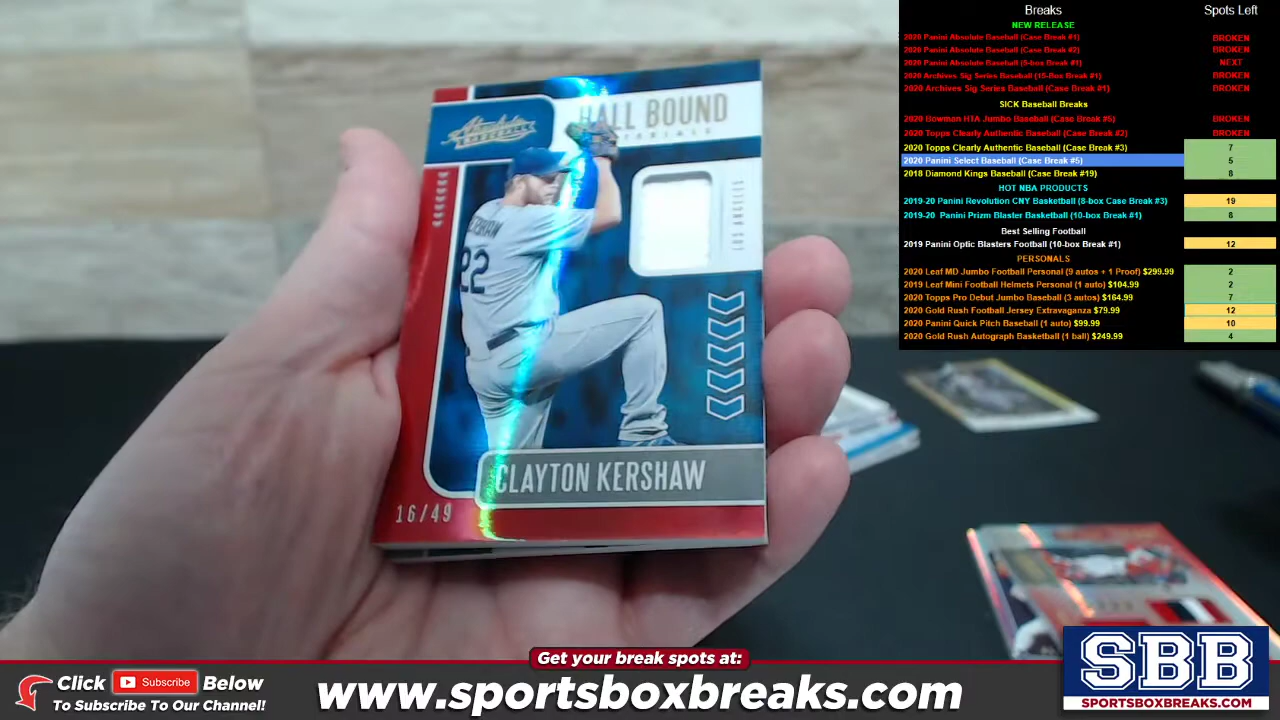 Breaks Spots Left
NEW RELEASE
2020 Panini Absolute Baseball (Case Break #1) BROKEN
2020 Panini Absolute Baseball (Case Break #2) BROKEN
2020 Panini Absolute Baseball (5-box Break #1) NEXT
2020 Archives Sig Series Baseball (10-Box Break #1) BROKEN
2020 Archives Sig Series Baseball (Case Break #1) BROKEN
SICK Baseball Breaks
2020 Bowman HTA Jumbo Baseball (Case Break #5) BROKEN
2020 Topps Clearly Authentic Baseball (Case Break #2) BROKEN
2020 Topps Clearly Authentic Baseball (Case Break #3) 7
2020 Panini Select Baseball (Case Break #5) 5
2018 Diamond Kings Baseball (Case Break #19) 8
HOT NBA PRODUCTS
2019-20 Panini Revolution CNY Basketball (8-box Case Break #3) 19
2019-20 Panini Prizm Blaster Basketball (10-box Break #1) 6
Best Selling Football
2019 Panini Optic Blasters Football (10-box Break #1) 12
PERSONALS
2020 Leaf MD Jumbo Football Personal (9 autos + 1 Proof) $299.99 2
2019 Leaf Mini Football Helmets Personal (1 auto) $104.99 2
2020 Topps Pro Debut Jumbo Baseball (3 autos) $164.99 7
2020 Gold Rush Football Jersey Extravaganza $79.99 12
2020 Panini Quick Pitch Baseball (1 auto) $99.99 10
2020 Gold Rush Autograph Basketball (1 ball) $249.99 4
Absolute
BALL BOUND
LOS ANGELES
22
CLAYTON KERSHAW
16/49
Get your break spots at:
Click Subscribe Below
To Subscribe To Our Channel!
www.sportsboxbreaks.com
SBB
SPORTSBOXBREAKS.COM